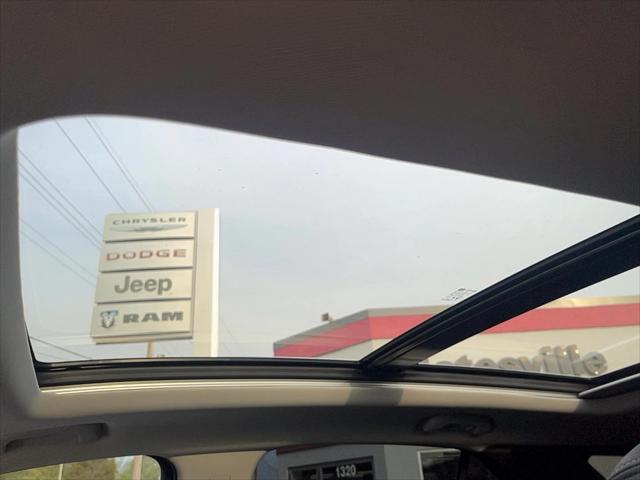 CHRYSLER
DODGE
Jeep
RAM
1320